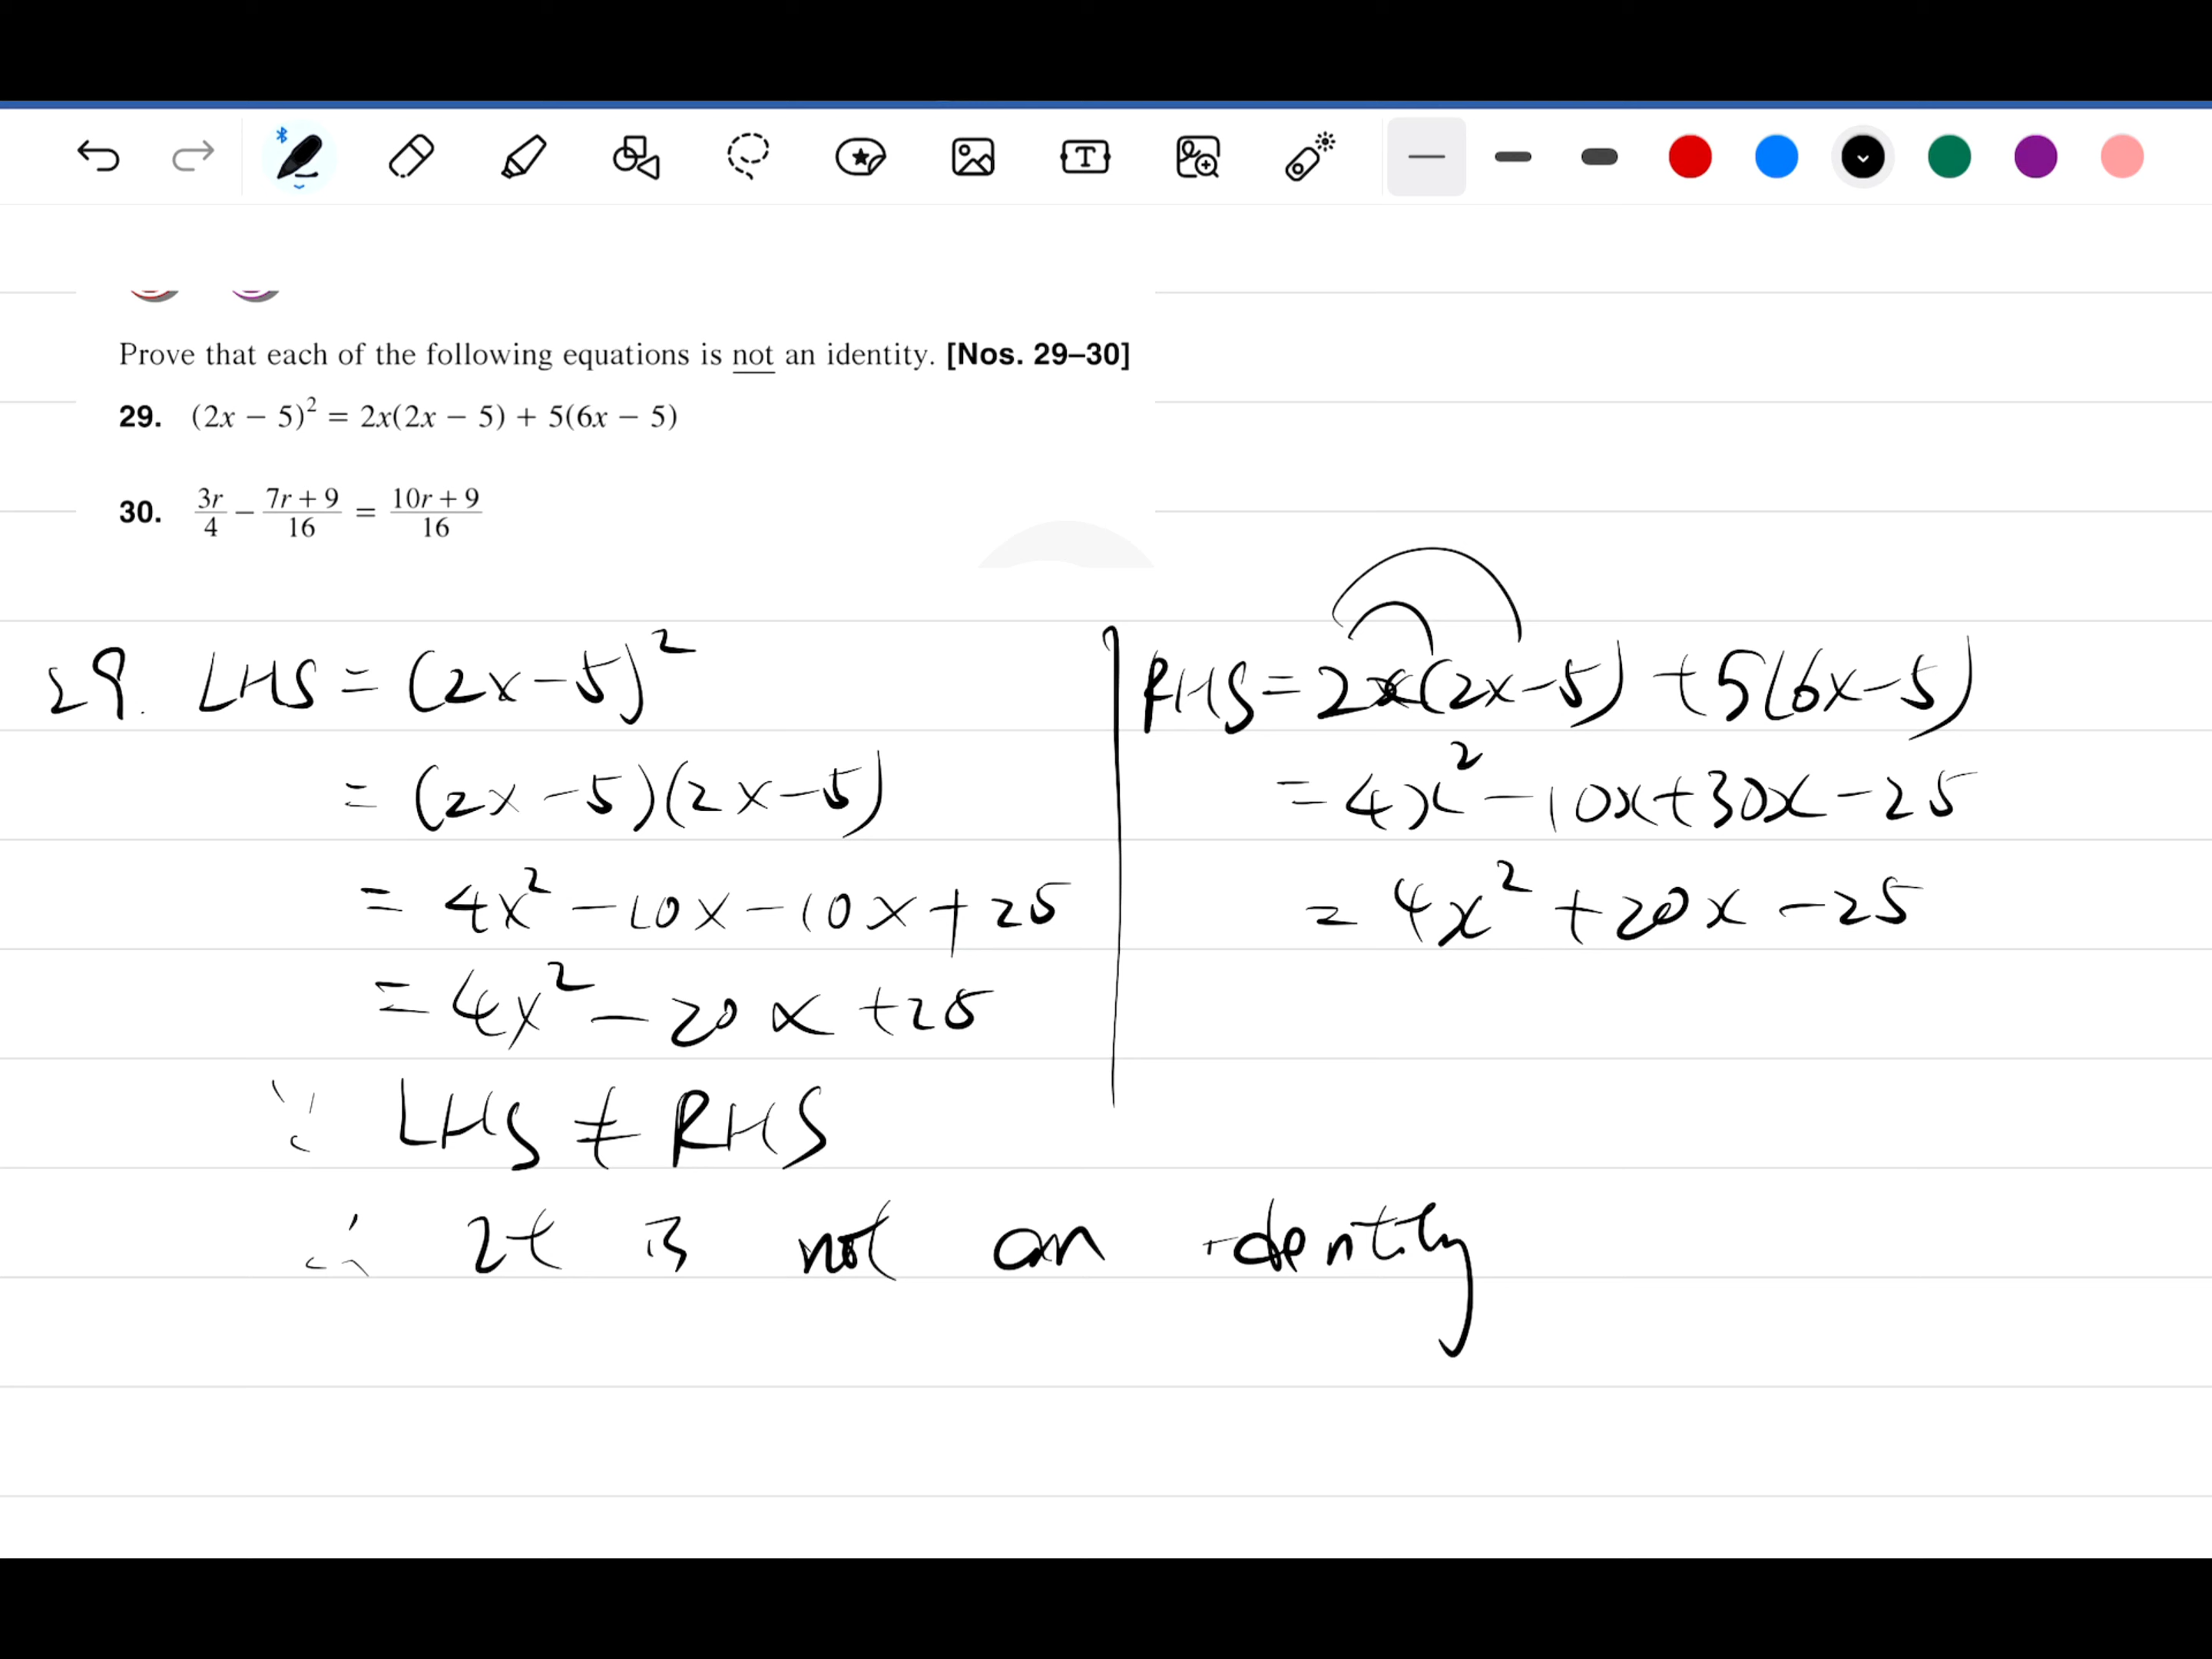 Prove that each of the following equations is not an identity. [Nos. 29–30]
29. (2x − 5)² = 2x(2x − 5) + 5(6x − 5)
30. 3r/4 − (7r + 9)/16 = (10r + 9)/16
29. LHS = (2x-5)²
= (2x-5)(2x-5)
= 4x² -10x-10x+25
= 4x² -20x +25
RHS = 2x(2x-5) +5(6x-5)
= 4x² -10x+30x-25
= 4x² +20x -25
∵ LHS ≠ RHS
∴ It is not an identity